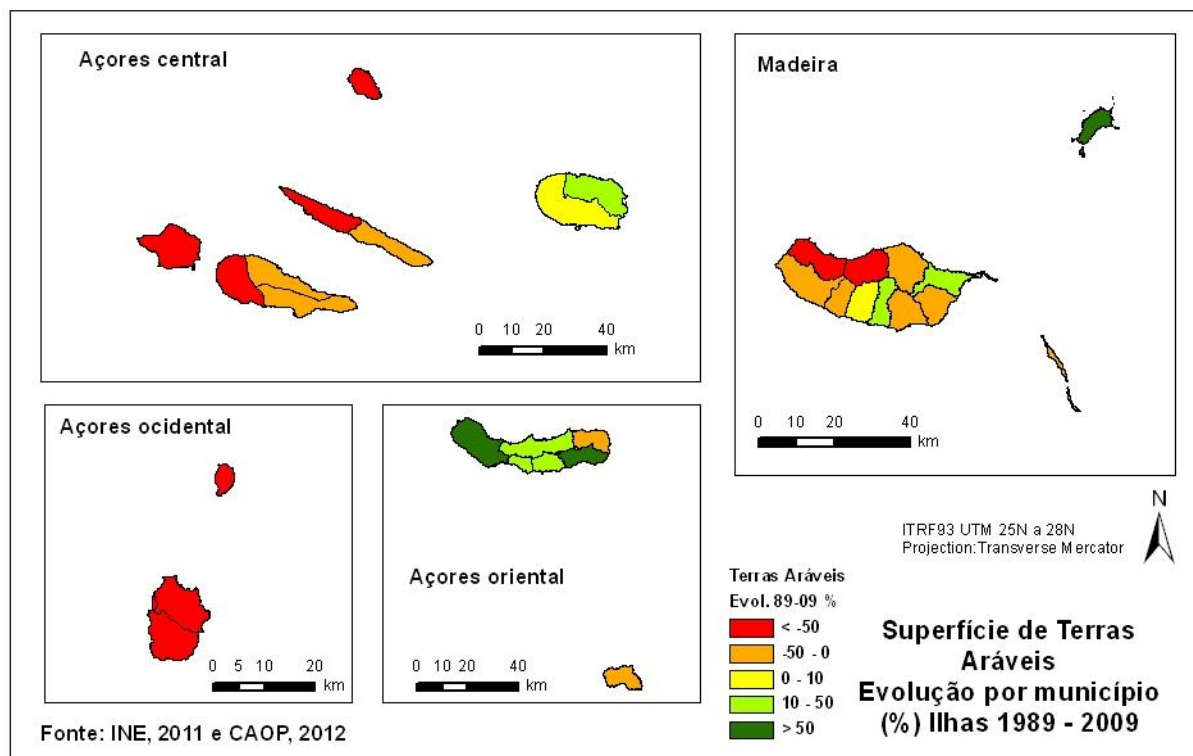 Açores central
0 10 20 40
km
Madeira
0 10 20 40
km
Açores ocidental
0 5 10 20
km
Açores oriental
0 10 20 40
km
N
ITRF93 UTM 25N a 28N
Projection:Transverse Mercator
Terras Aráveis
Evol. 89-09 %
< -50
-50 - 0
0 - 10
10 - 50
> 50
Superfície de Terras
Aráveis
Evolução por município
(%) Ilhas 1989 - 2009
Fonte: INE, 2011 e CAOP, 2012